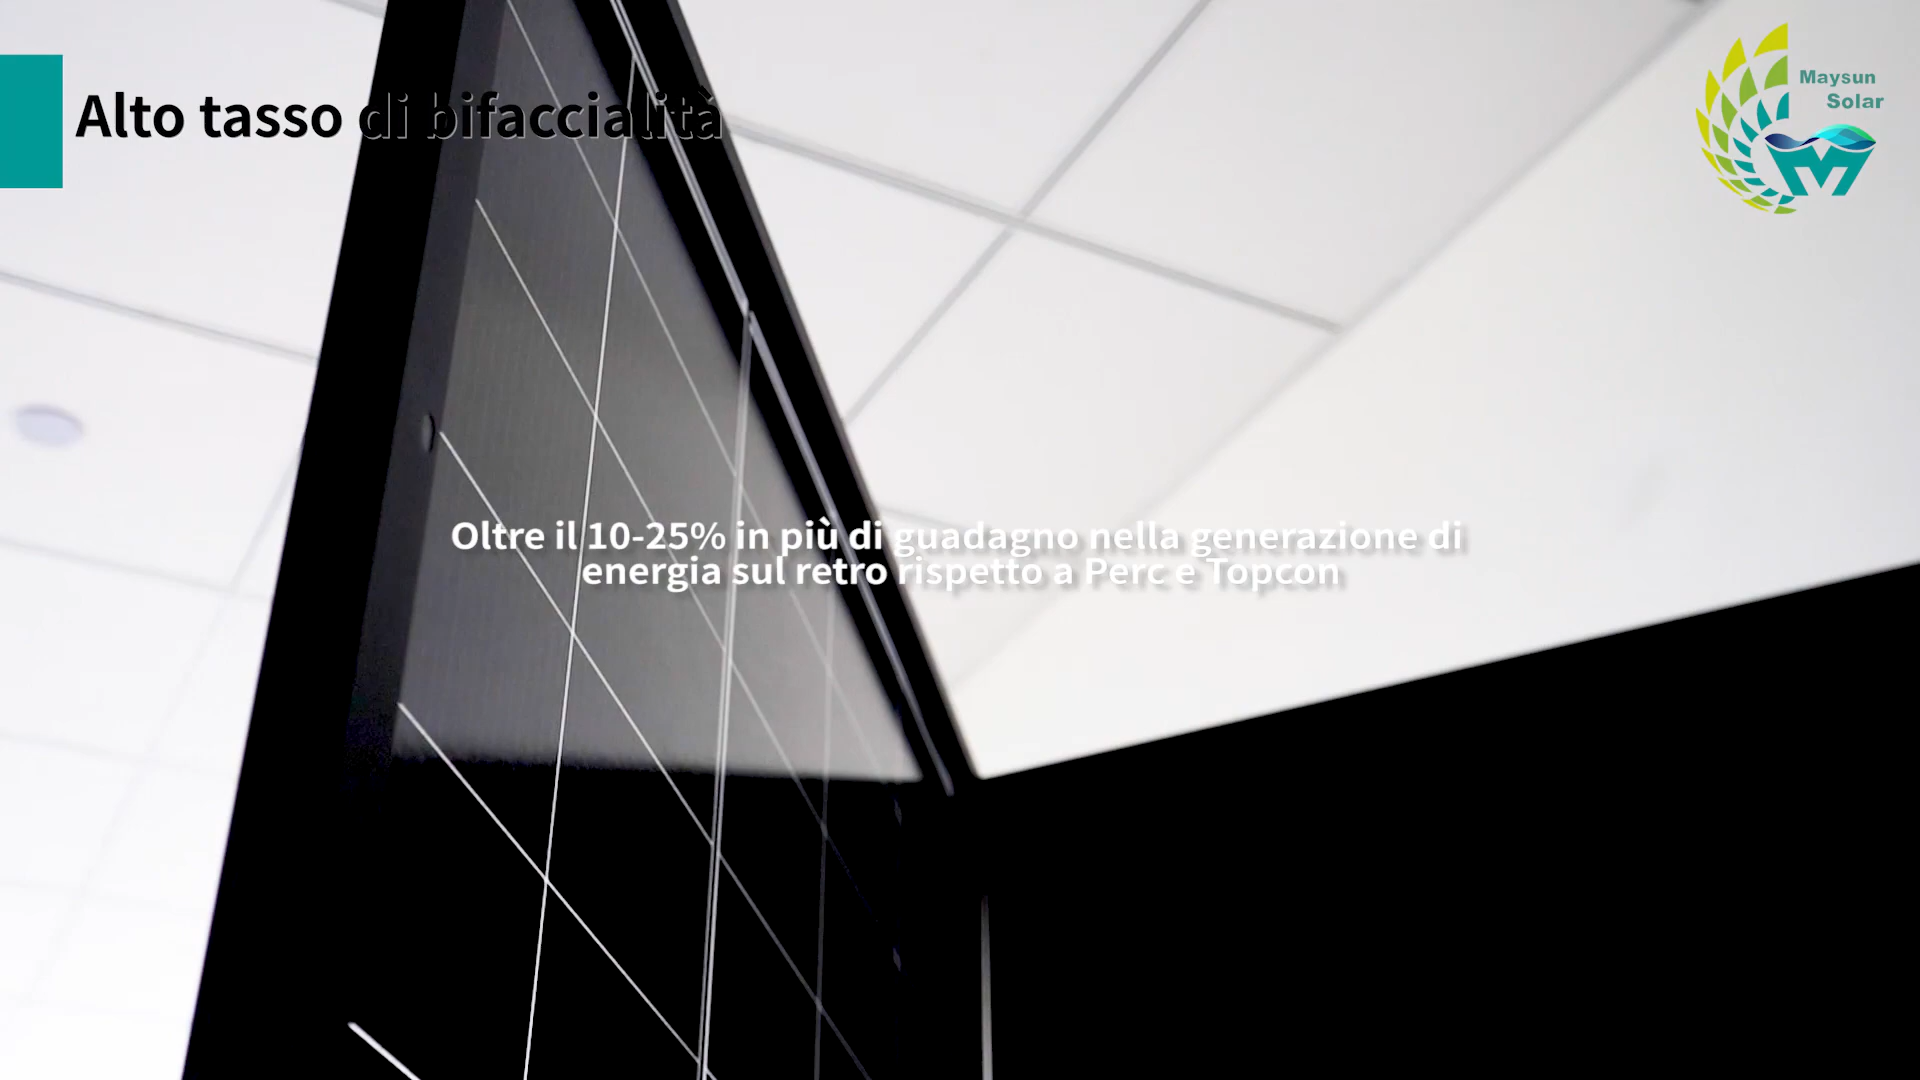 Alto tasso di bifaccialità
Maysun
Solar
Oltre il 10-25% in più di guadagno nella generazione di
energia sul retro rispetto a Perc e Topcon